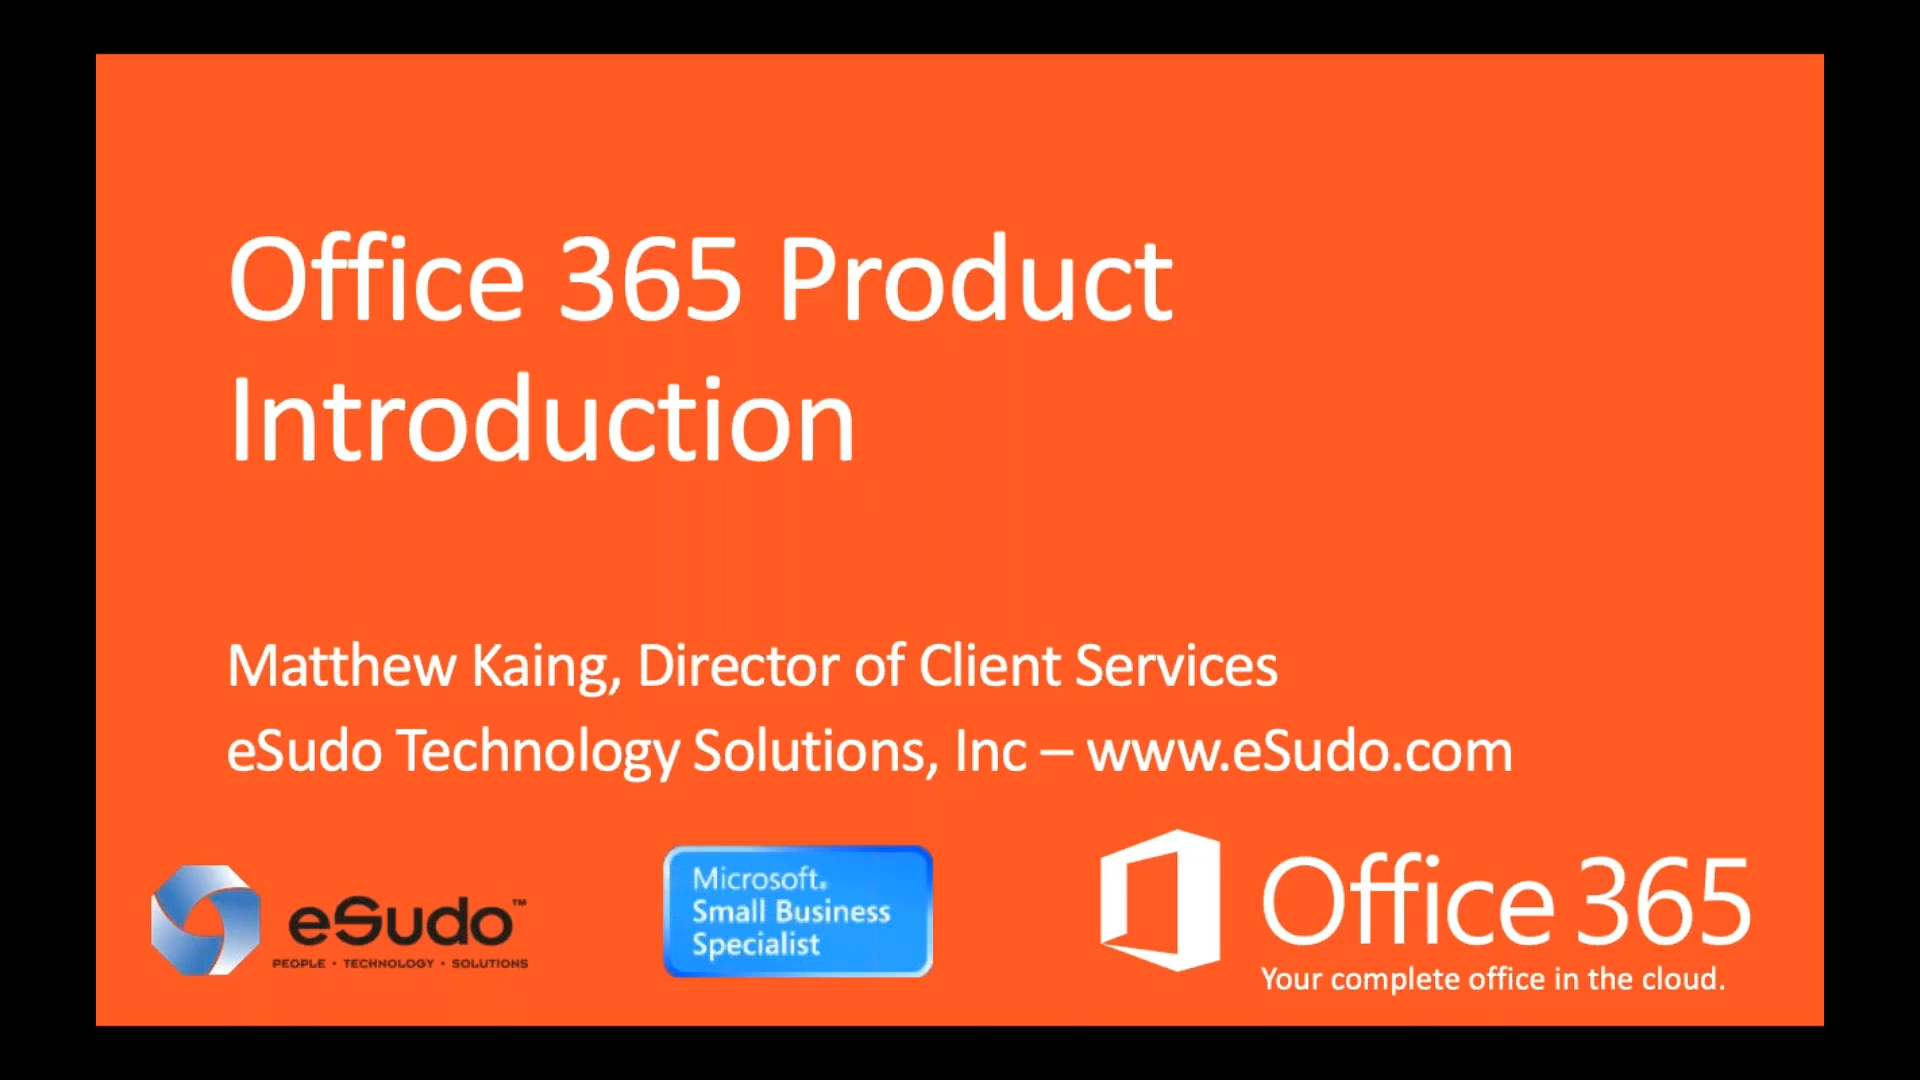 Office 365 Product
Introduction
Matthew Kaing, Director of Client Services
eSudo Technology Solutions, Inc – www.eSudo.com
eSudo™
PEOPLE • TECHNOLOGY • SOLUTIONS
Microsoft®
Small Business
Specialist
Office 365
Your complete office in the cloud.